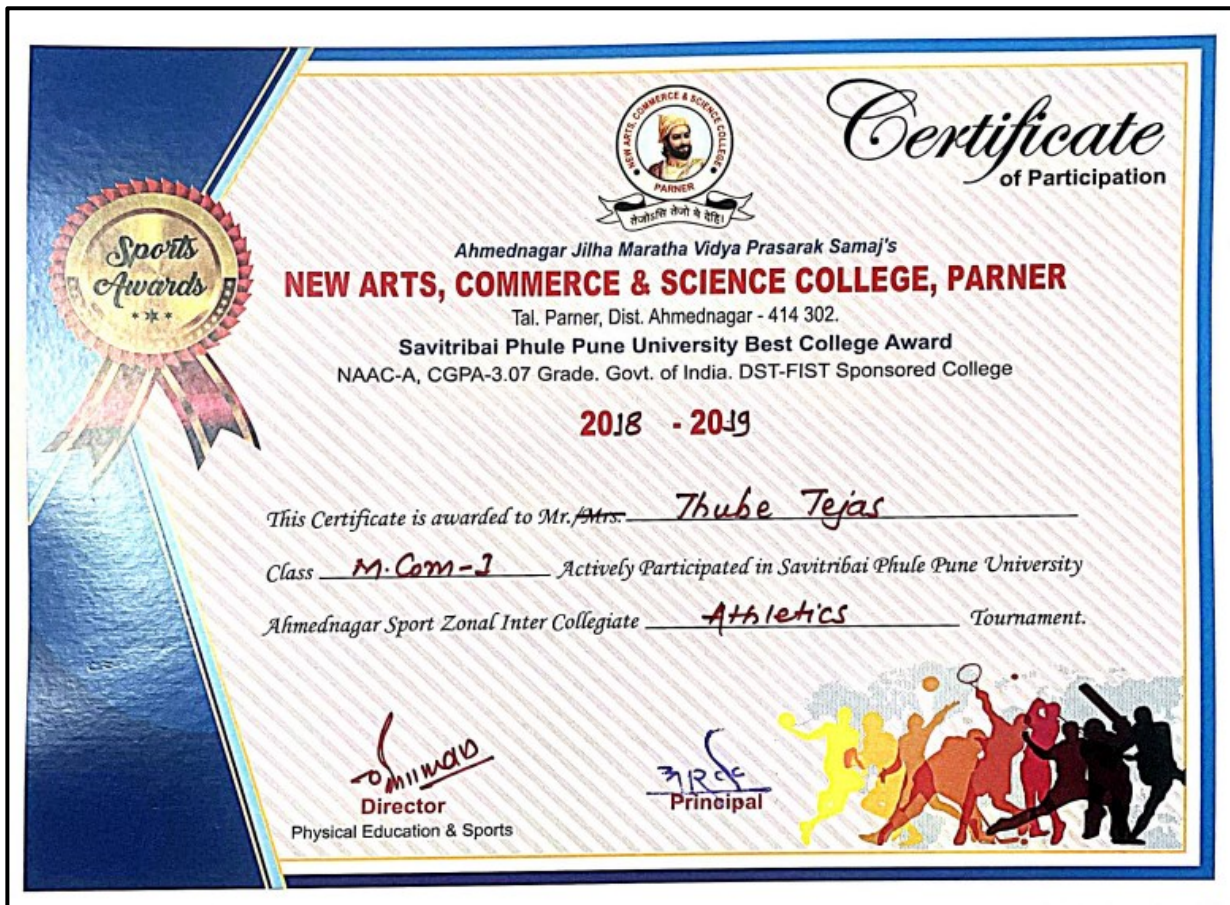 NEW ARTS, COMMERCE & SCIENCE COLLEGE
PARNER
तेजोऽसि तेजो मे देहि।
Certificate
of Participation
Sports
Awards
Ahmednagar Jilha Maratha Vidya Prasarak Samaj's
NEW ARTS, COMMERCE & SCIENCE COLLEGE, PARNER
Tal. Parner, Dist. Ahmednagar - 414 302.
Savitribai Phule Pune University Best College Award
NAAC-A, CGPA-3.07 Grade. Govt. of India. DST-FIST Sponsored College
2018 - 2019
This Certificate is awarded to Mr./Mrs. Thube Tejas
Class M.Com-I Actively Participated in Savitribai Phule Pune University
Ahmednagar Sport Zonal Inter Collegiate Athletics Tournament.
Director
Physical Education & Sports
Principal